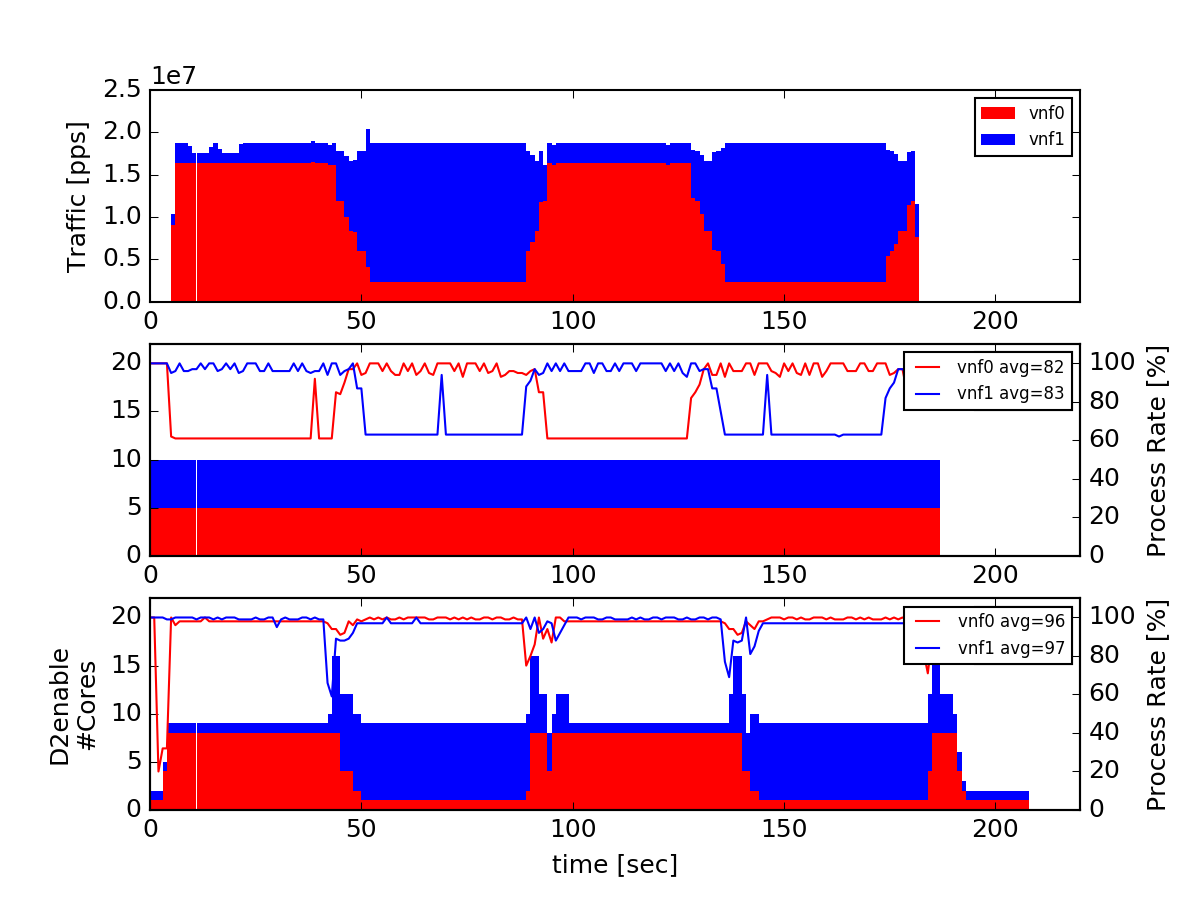 1e7
2.5
2.0
1.5
1.0
0.5
0.0
Traffic [pps]
vnf0
vnf1
0 50 100 150 200
20
15
10
5
0
vnf0 avg=82
vnf1 avg=83
100
80
60
40
20
0
Process Rate [%]
0 50 100 150 200
D2enable
#Cores
20
15
10
5
0
vnf0 avg=96
vnf1 avg=97
100
80
60
40
20
0
Process Rate [%]
0 50 100 150 200
time [sec]